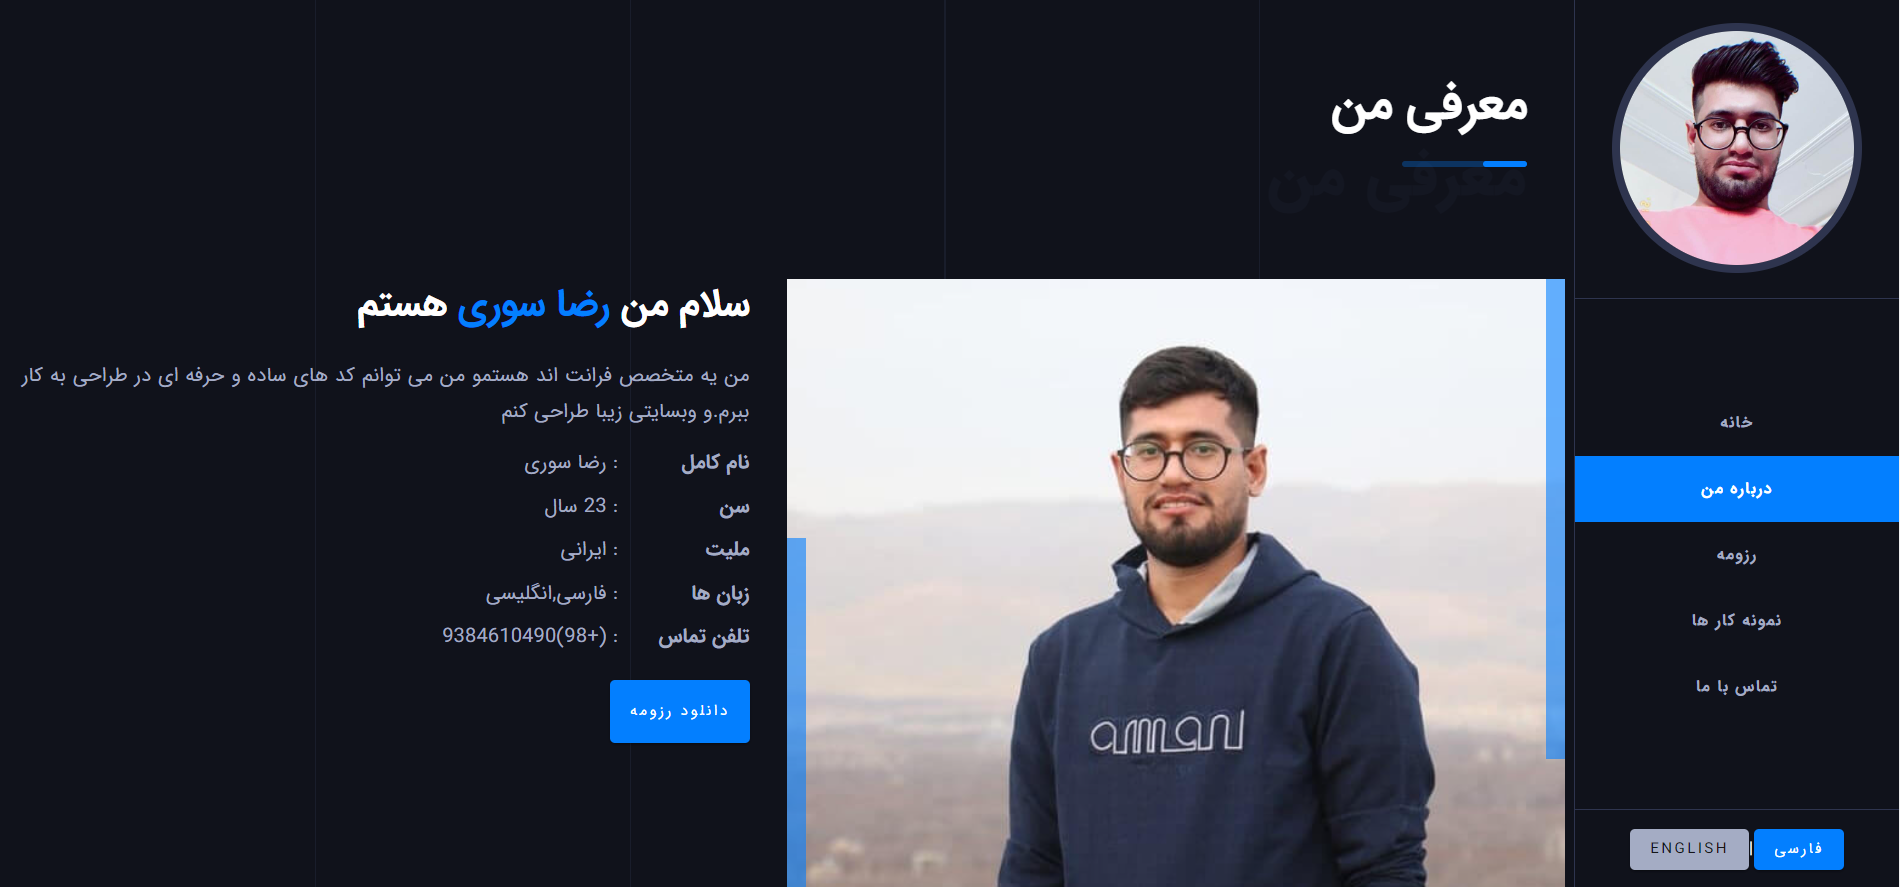 خانه
درباره من
رزومه
نمونه کار ها
تماس با ما
فارسی | ENGLISH
معرفی من
معرفی من
سلام من رضا سوری هستم
من یه متخصص فرانت اند هستمو من می توانم کد های ساده و حرفه ای در طراحی به کار
ببرم.و وبسایتی زیبا طراحی کنم
نام کامل : رضا سوری
سن : 23 سال
ملیت : ایرانی
زبان ها : فارسی,انگلیسی
تلفن تماس : (+98)9384610490
دانلود رزومه
amani